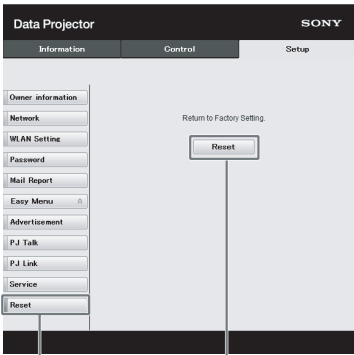 Data Projector
SONY
Information Control Setup
Owner information
Network
WLAN Setting
Password
Mail Report
Easy Menu
Advertisement
PJ Talk
PJ Link
Service
Reset
Return to Factory Setting.
Reset